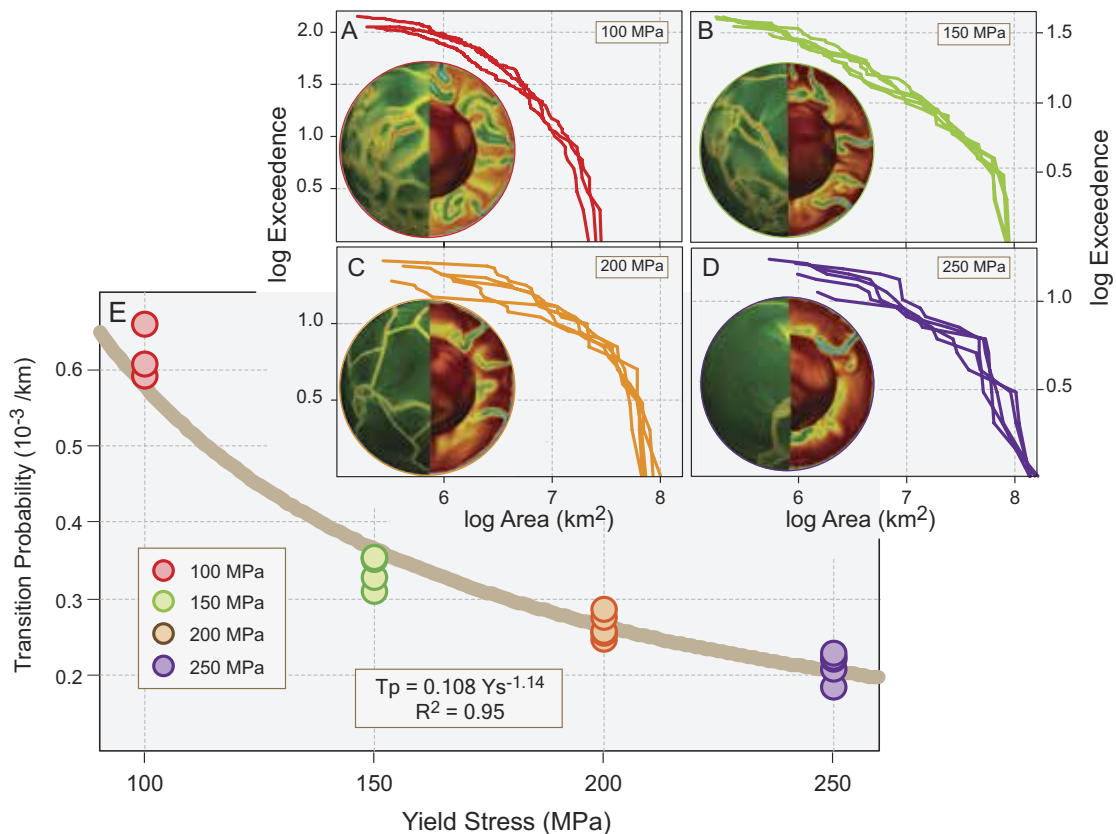 A
100 MPa
2.0
1.5
1.0
0.5
log Exceedence
B
150 MPa
1.5
1.0
0.5
log Exceedence
C
200 MPa
1.0
0.5
6
7
8
log Area (km²)
D
250 MPa
1.0
0.5
6
7
8
log Area (km²)
E
0.6
0.5
0.4
0.3
0.2
Transition Probability (10⁻³ /km)
100 MPa
150 MPa
200 MPa
250 MPa
Tp = 0.108 Ys⁻¹·¹⁴
R² = 0.95
100
150
200
250
Yield Stress (MPa)